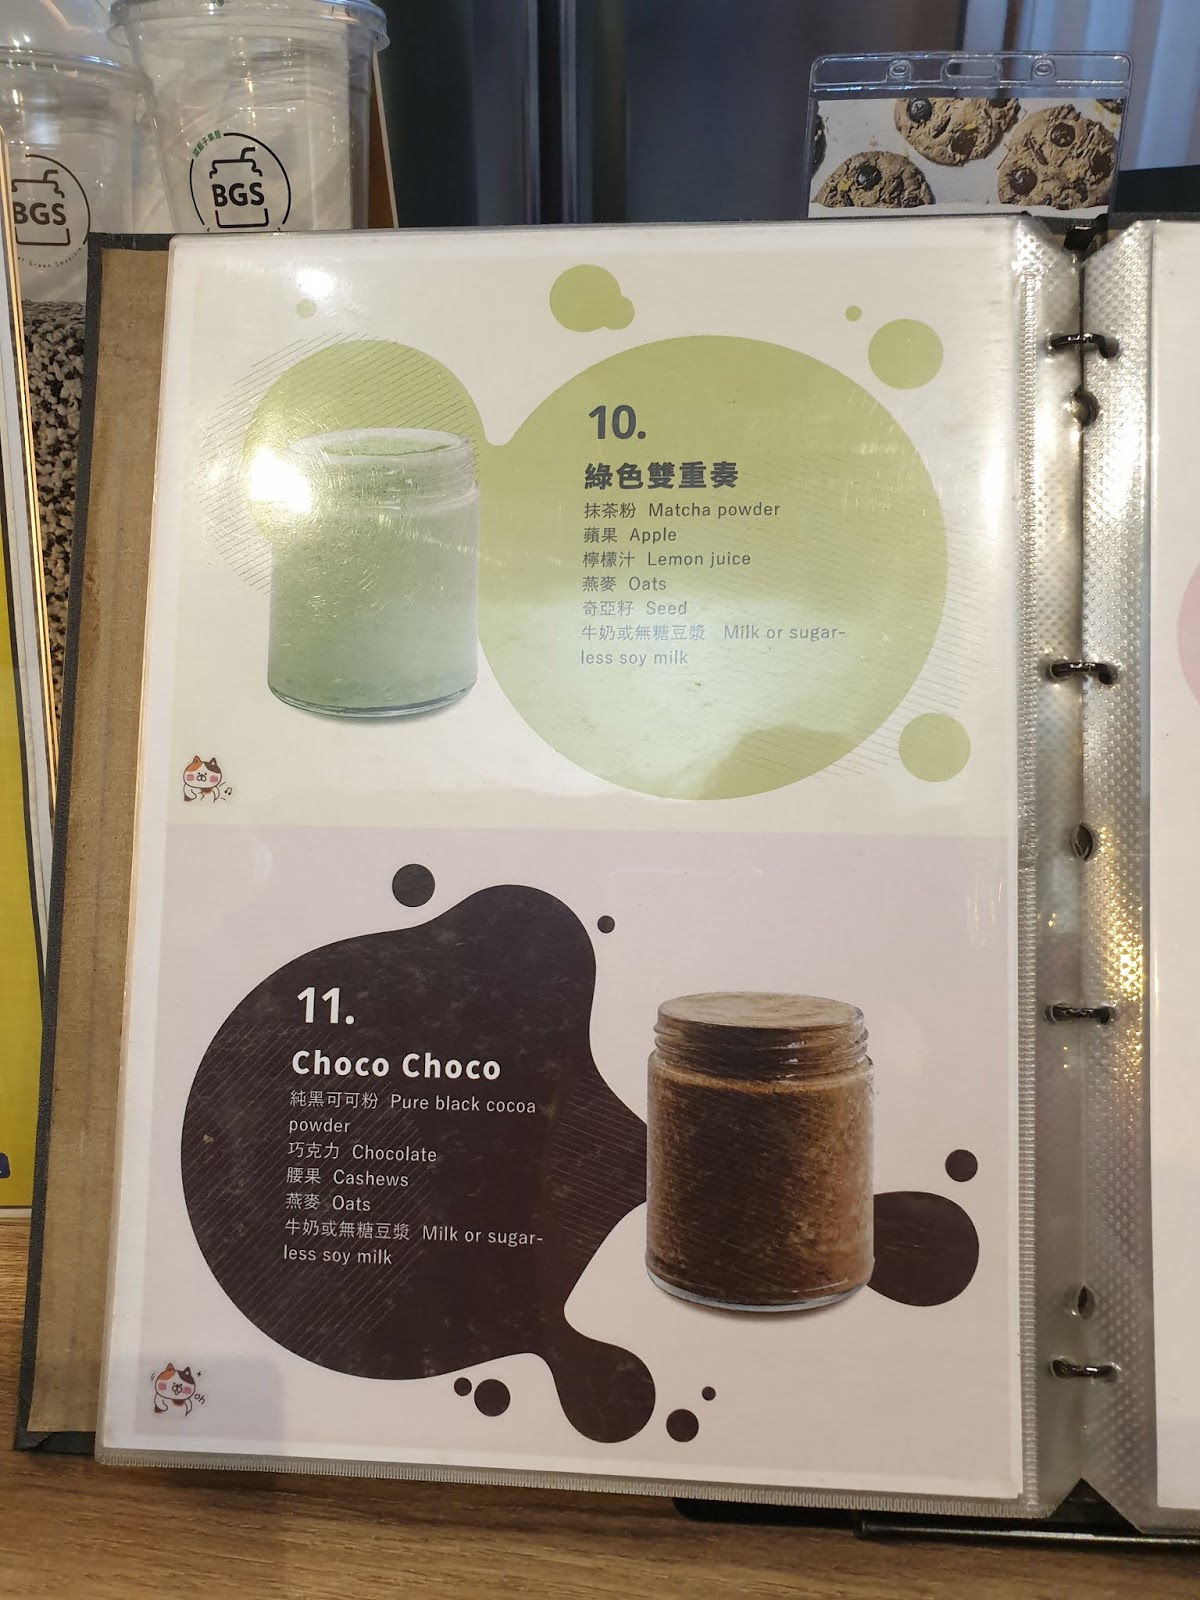 BGS
BGS
10.
綠色雙重奏
抹茶粉 Matcha powder
蘋果 Apple
檸檬汁 Lemon juice
燕麥 Oats
奇亞籽 Seed
牛奶或無糖豆漿 Milk or sugar-
less soy milk
11.
Choco Choco
純黑可可粉 Pure black cocoa
powder
巧克力 Chocolate
腰果 Cashews
燕麥 Oats
牛奶或無糖豆漿 Milk or sugar-
less soy milk
oh